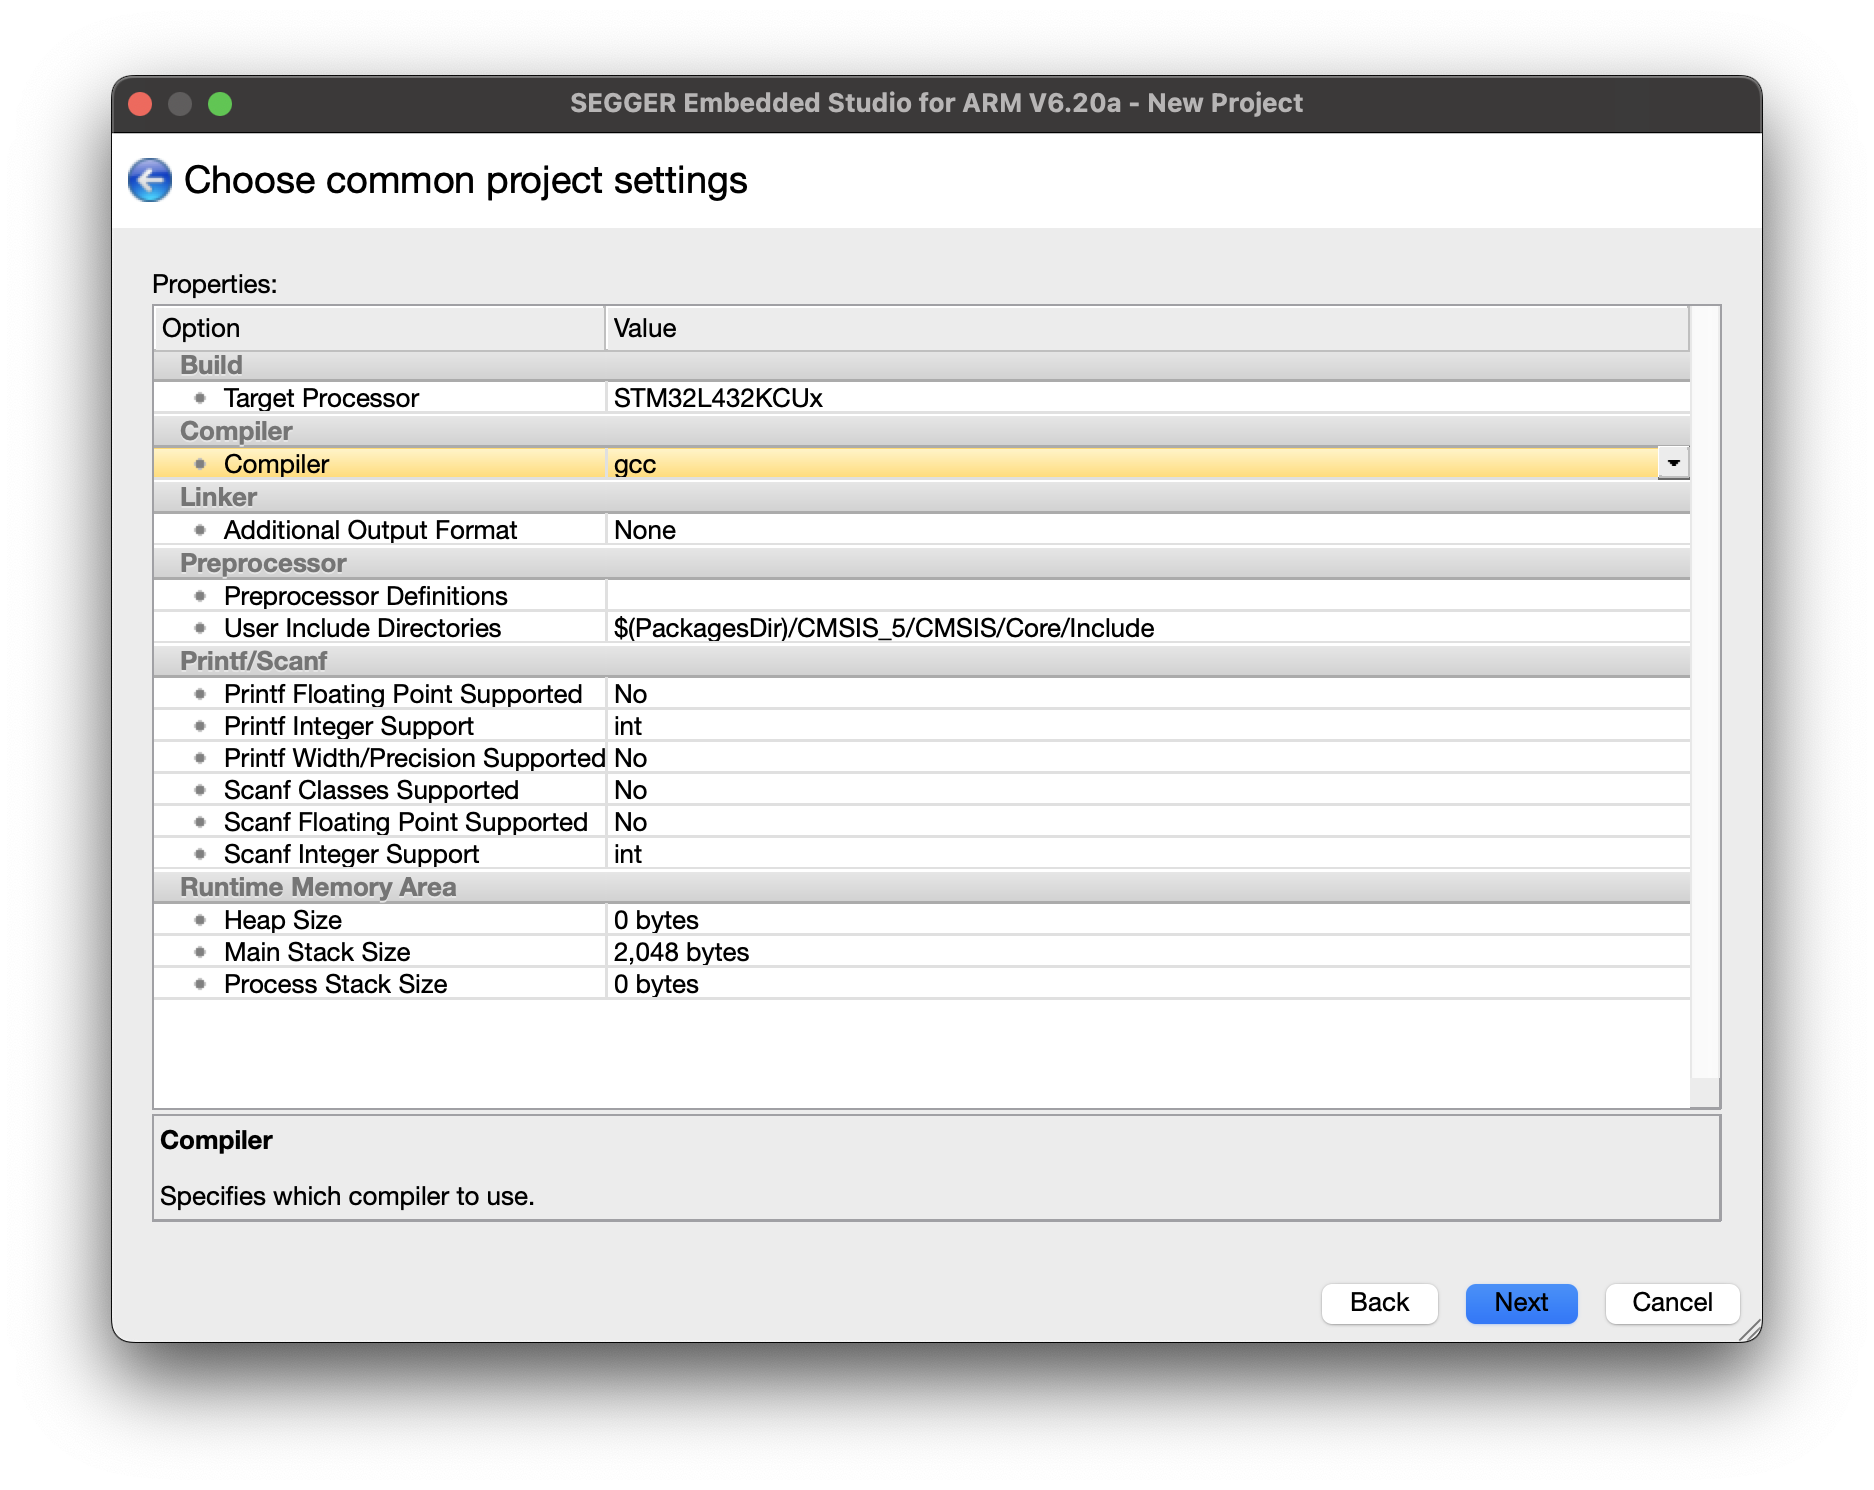 SEGGER Embedded Studio for ARM V6.20a - New Project
Choose common project settings
Properties:
Option Value
Build
Target Processor STM32L432KCUx
Compiler
Compiler gcc
Linker
Additional Output Format None
Preprocessor
Preprocessor Definitions
User Include Directories $(PackagesDir)/CMSIS_5/CMSIS/Core/Include
Printf/Scanf
Printf Floating Point Supported No
Printf Integer Support int
Printf Width/Precision Supported No
Scanf Classes Supported No
Scanf Floating Point Supported No
Scanf Integer Support int
Runtime Memory Area
Heap Size 0 bytes
Main Stack Size 2,048 bytes
Process Stack Size 0 bytes
Compiler
Specifies which compiler to use.
Back Next Cancel